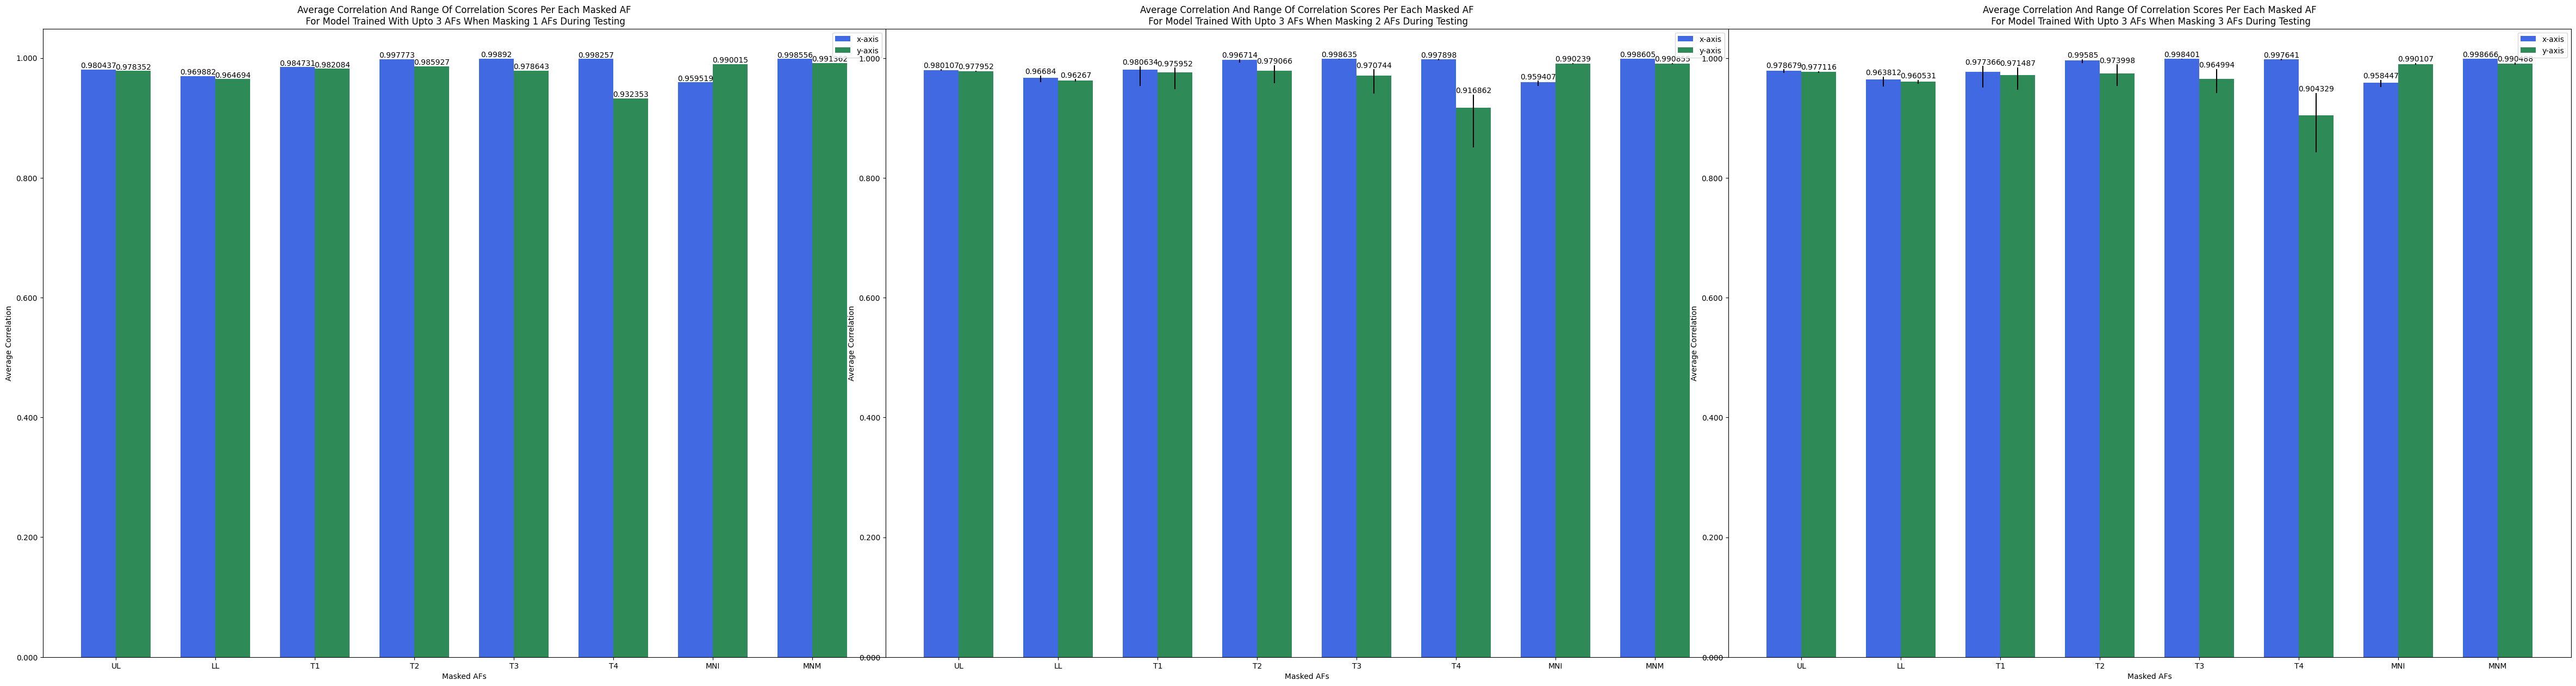 Average Correlation And Range Of Correlation Scores Per Each Masked AF
For Model Trained With Upto 3 AFs When Masking 1 AFs During Testing
x-axis
y-axis
1.000
0.800
0.600
0.400
0.200
0.000
Average Correlation
0.980437
0.978352
0.969882
0.964694
0.984731
0.982084
0.997773
0.985927
0.99892
0.978643
0.998257
0.932353
0.959519
0.990015
0.998556
UL
LL
T1
T2
T3
T4
MNI
MNM
Masked AFs
Average Correlation And Range Of Correlation Scores Per Each Masked AF
For Model Trained With Upto 3 AFs When Masking 2 AFs During Testing
x-axis
y-axis
1.000
0.800
0.600
0.400
0.200
0.000
Average Correlation
0.980107
0.977952
0.96684
0.96267
0.980634
0.975952
0.996714
0.979066
0.998635
0.970744
0.997898
0.916862
0.959407
0.990239
0.998605
UL
LL
T1
T2
T3
T4
MNI
MNM
Masked AFs
Average Correlation And Range Of Correlation Scores Per Each Masked AF
For Model Trained With Upto 3 AFs When Masking 3 AFs During Testing
x-axis
y-axis
1.000
0.800
0.600
0.400
0.200
0.000
Average Correlation
0.978679
0.977116
0.963812
0.960531
0.977366
0.971487
0.99585
0.973998
0.998401
0.964994
0.997641
0.904329
0.958447
0.990107
0.998666
0.990488
UL
LL
T1
T2
T3
T4
MNI
MNM
Masked AFs